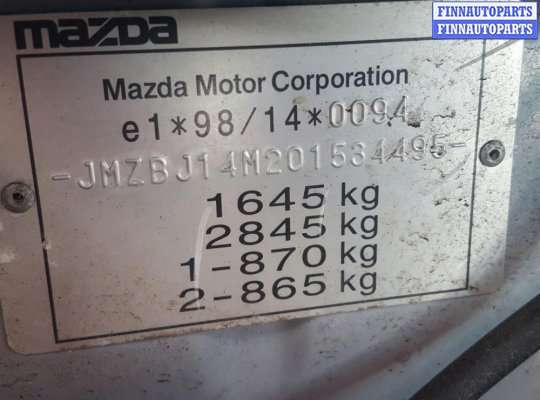 FINNAUTOPARTS
FINNAUTOPARTS
mazda
Mazda Motor Corporation
e1*98/14*0094
-JMZBJ14M201534495-
1645 kg
2845 kg
1-870 kg
2-865 kg